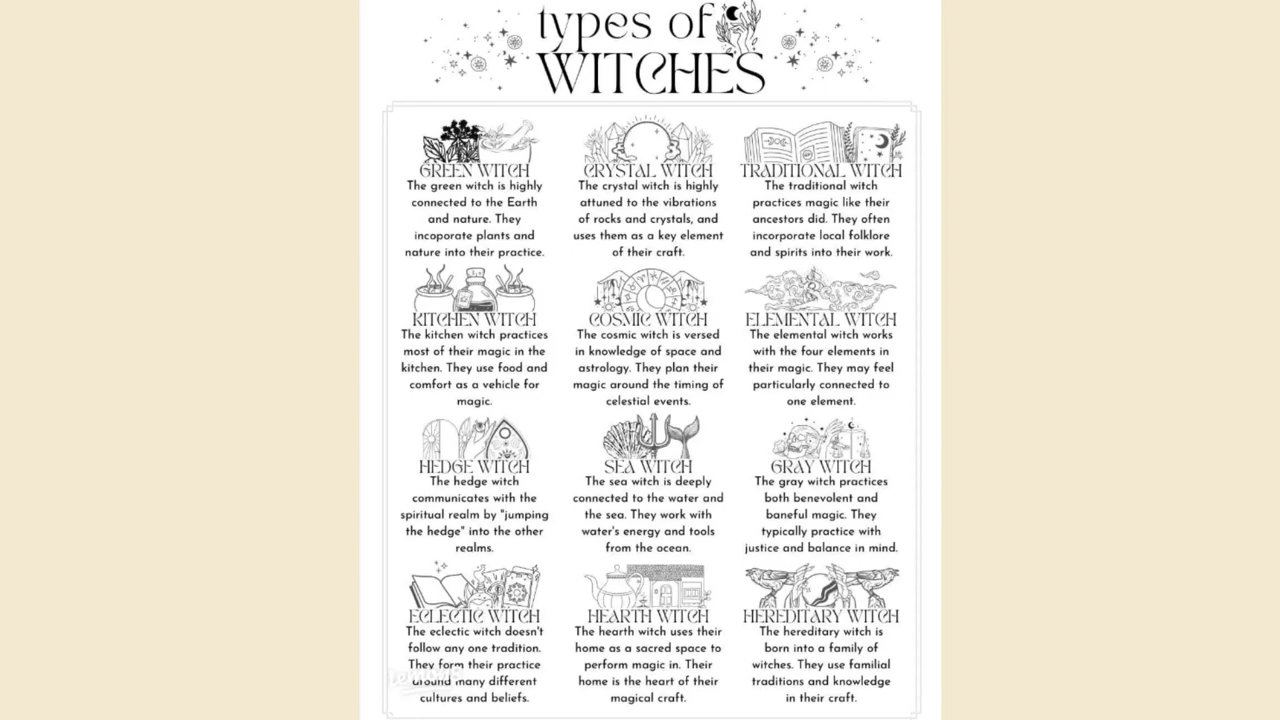 types of
WITCHES
GREEN WITCH
The green witch is highly
connected to the Earth
and nature. They
incoporate plants and
nature into their practice.
CRYSTAL WITCH
The crystal witch is highly
attuned to the vibrations
of rocks and crystals, and
uses them as a key element
of their craft.
TRADITIONAL WITCH
The traditional witch
practices magic like their
ancestors did. They often
incorporate local folklore
and spirits into their work.
KITCHEN WITCH
The kitchen witch practices
most of their magic in the
kitchen. They use food and
comfort as a vehicle for
magic.
COSMIC WITCH
The cosmic witch is versed
in knowledge of space and
astrology. They plan their
magic around the timing of
celestial events.
ELEMENTAL WITCH
The elemental witch works
with the four elements in
their magic. They may feel
particularly connected to
one element.
HEDGE WITCH
The hedge witch
communicates with the
spiritual realm by "jumping
the hedge" into the other
realms.
SEA WITCH
The sea witch is deeply
connected to the water and
the sea. They work with
water's energy and tools
from the ocean.
GRAY WITCH
The gray witch practices
both benevolent and
baneful magic. They
typically practice with
justice and balance in mind.
ECLECTIC WITCH
The eclectic witch doesn't
follow any one tradition.
They form their practice
around many different
cultures and beliefs.
HEARTH WITCH
The hearth witch uses their
home as a sacred space to
perform magic in. Their
home is the heart of their
magical craft.
HEREDITARY WITCH
The hereditary witch is
born into a family of
witches. They use familial
traditions and knowledge
in their craft.